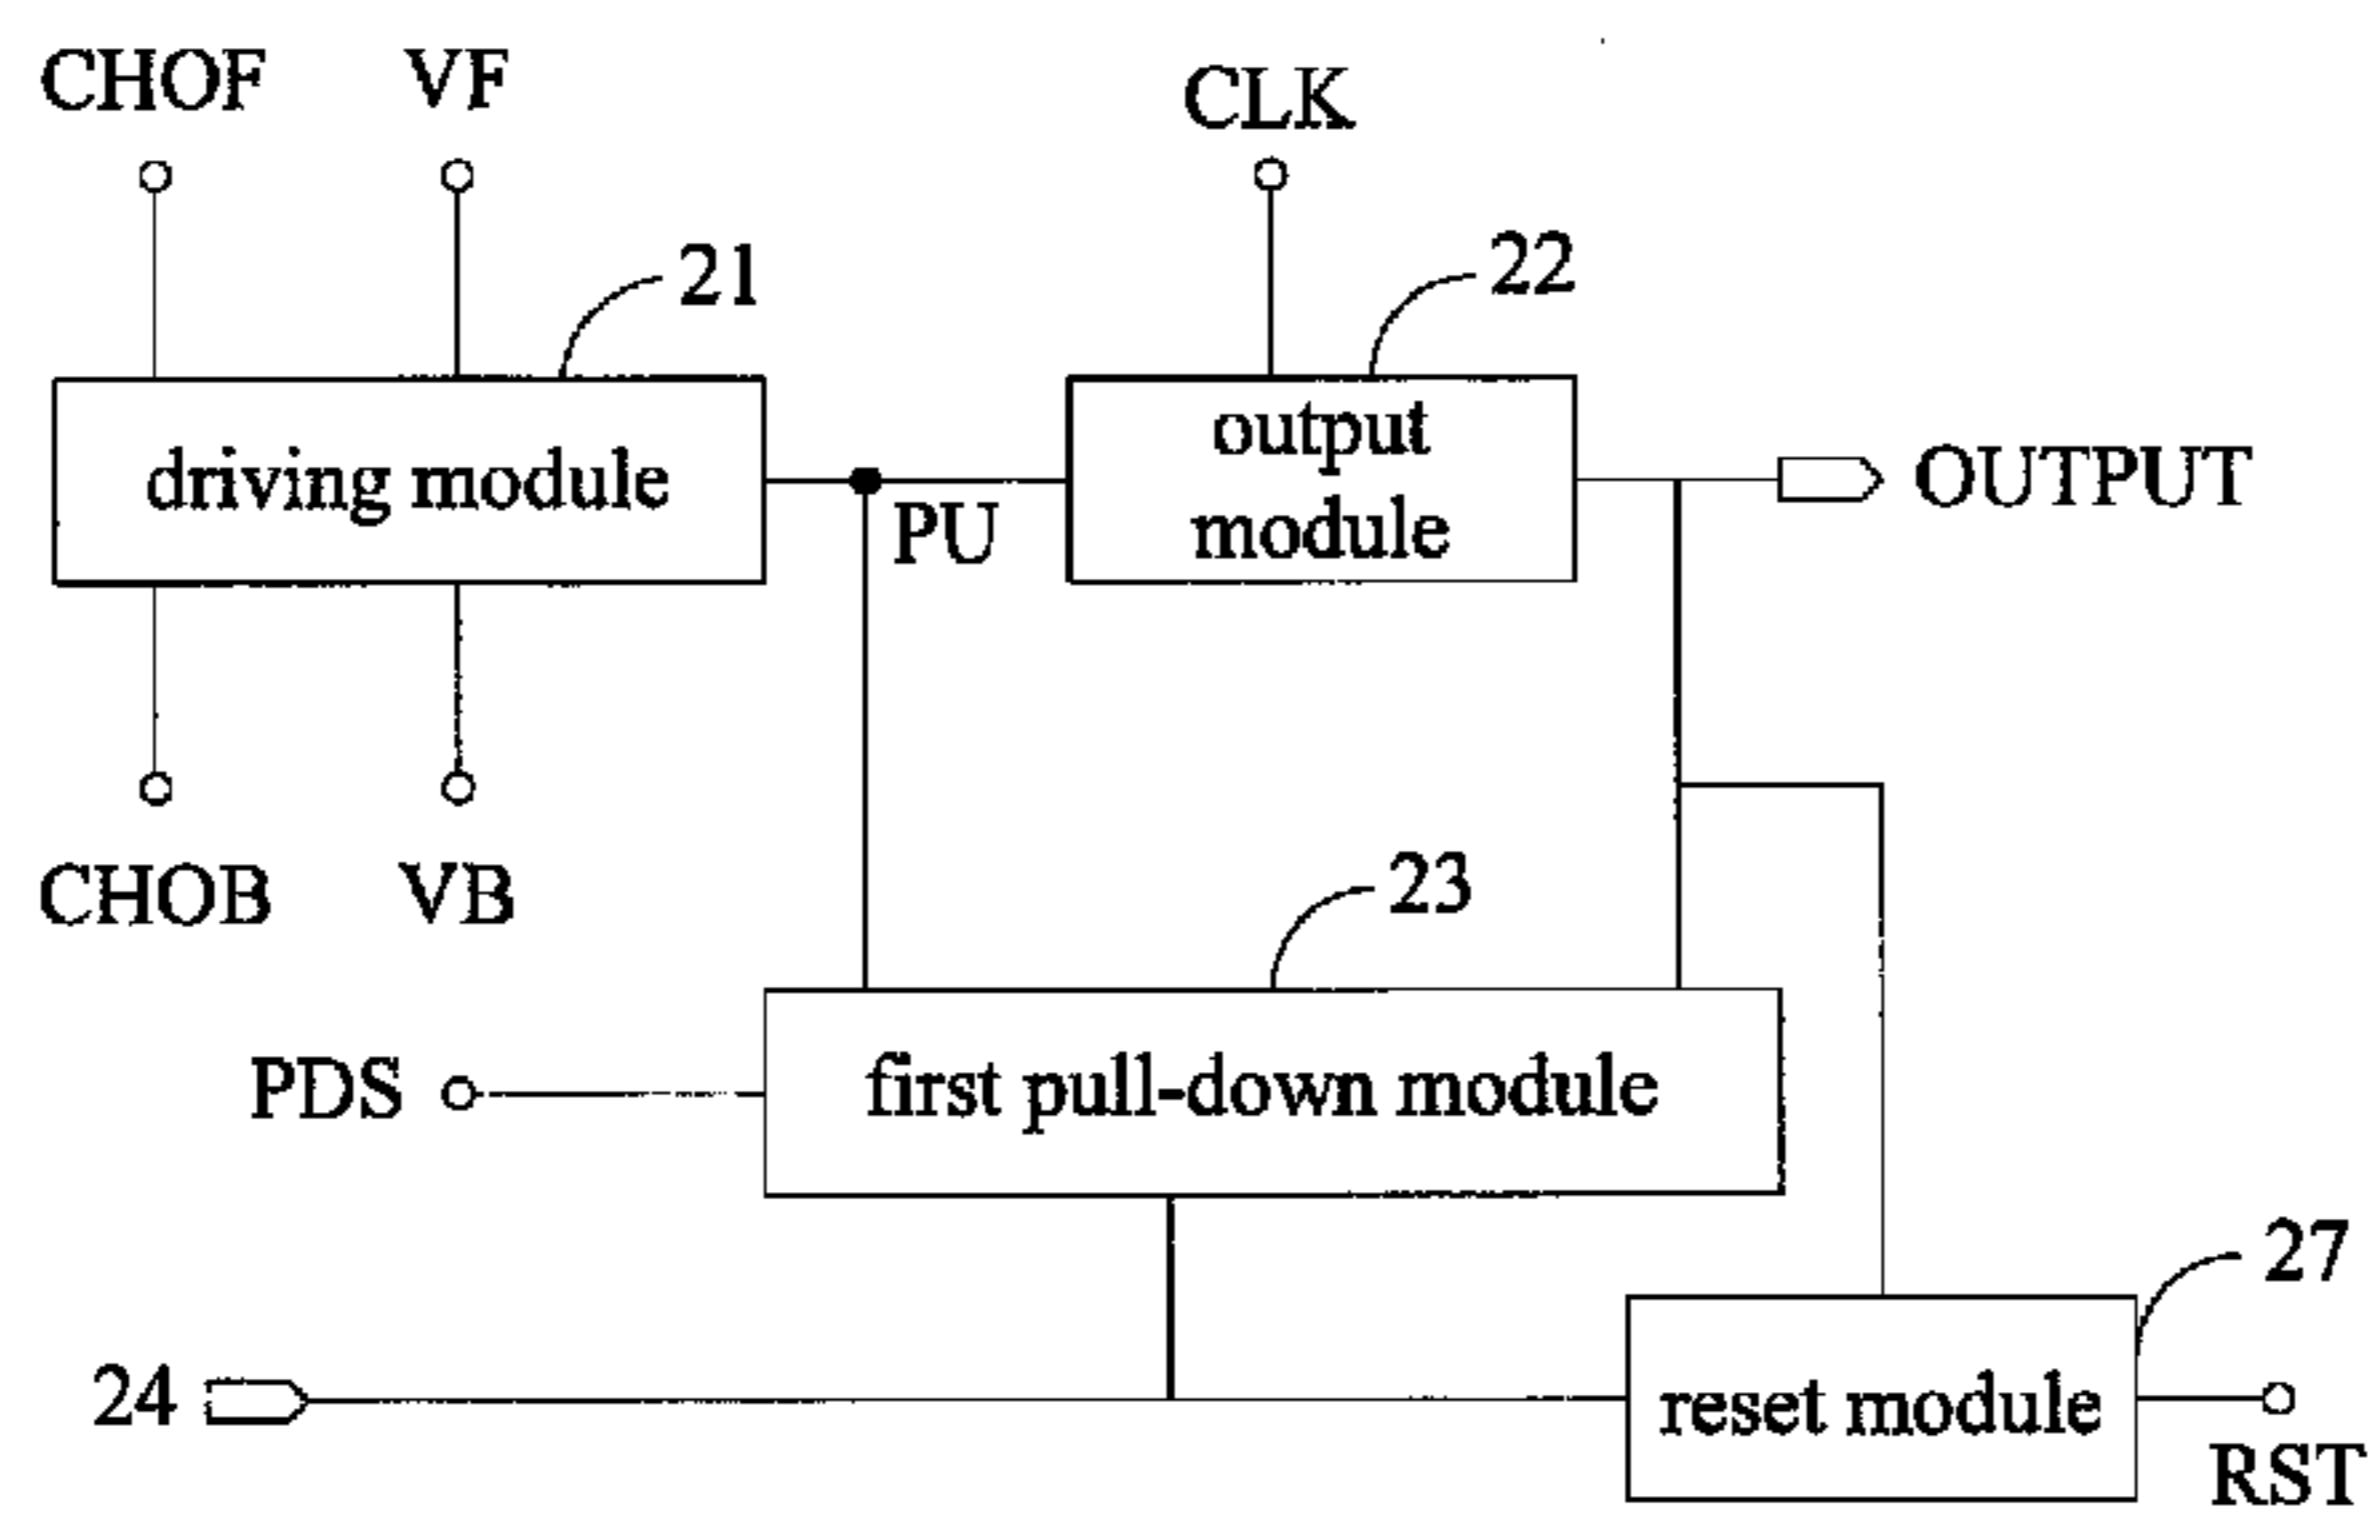 CHOF
VF
CLK
21
22
driving module
output
module
OUTPUT
PU
CHOB
VB
23
PDS
first pull-down module
27
24
reset module
RST